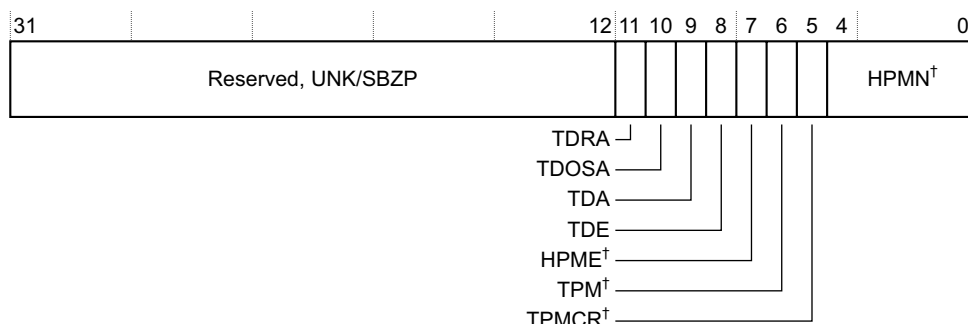 31 12 11 10 9 8 7 6 5 4 0
Reserved, UNK/SBZP HPMN†
TDRA
TDOSA
TDA
TDE
HPME†
TPM†
TPMCR†